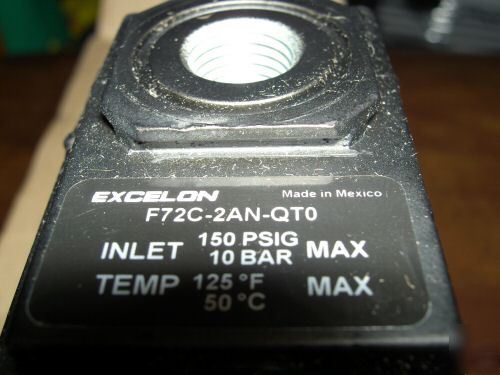 EXCELON Made in Mexico
F72C-2AN-QT0
INLET 150 PSIG 10 BAR MAX
TEMP 125 °F 50 °C MAX